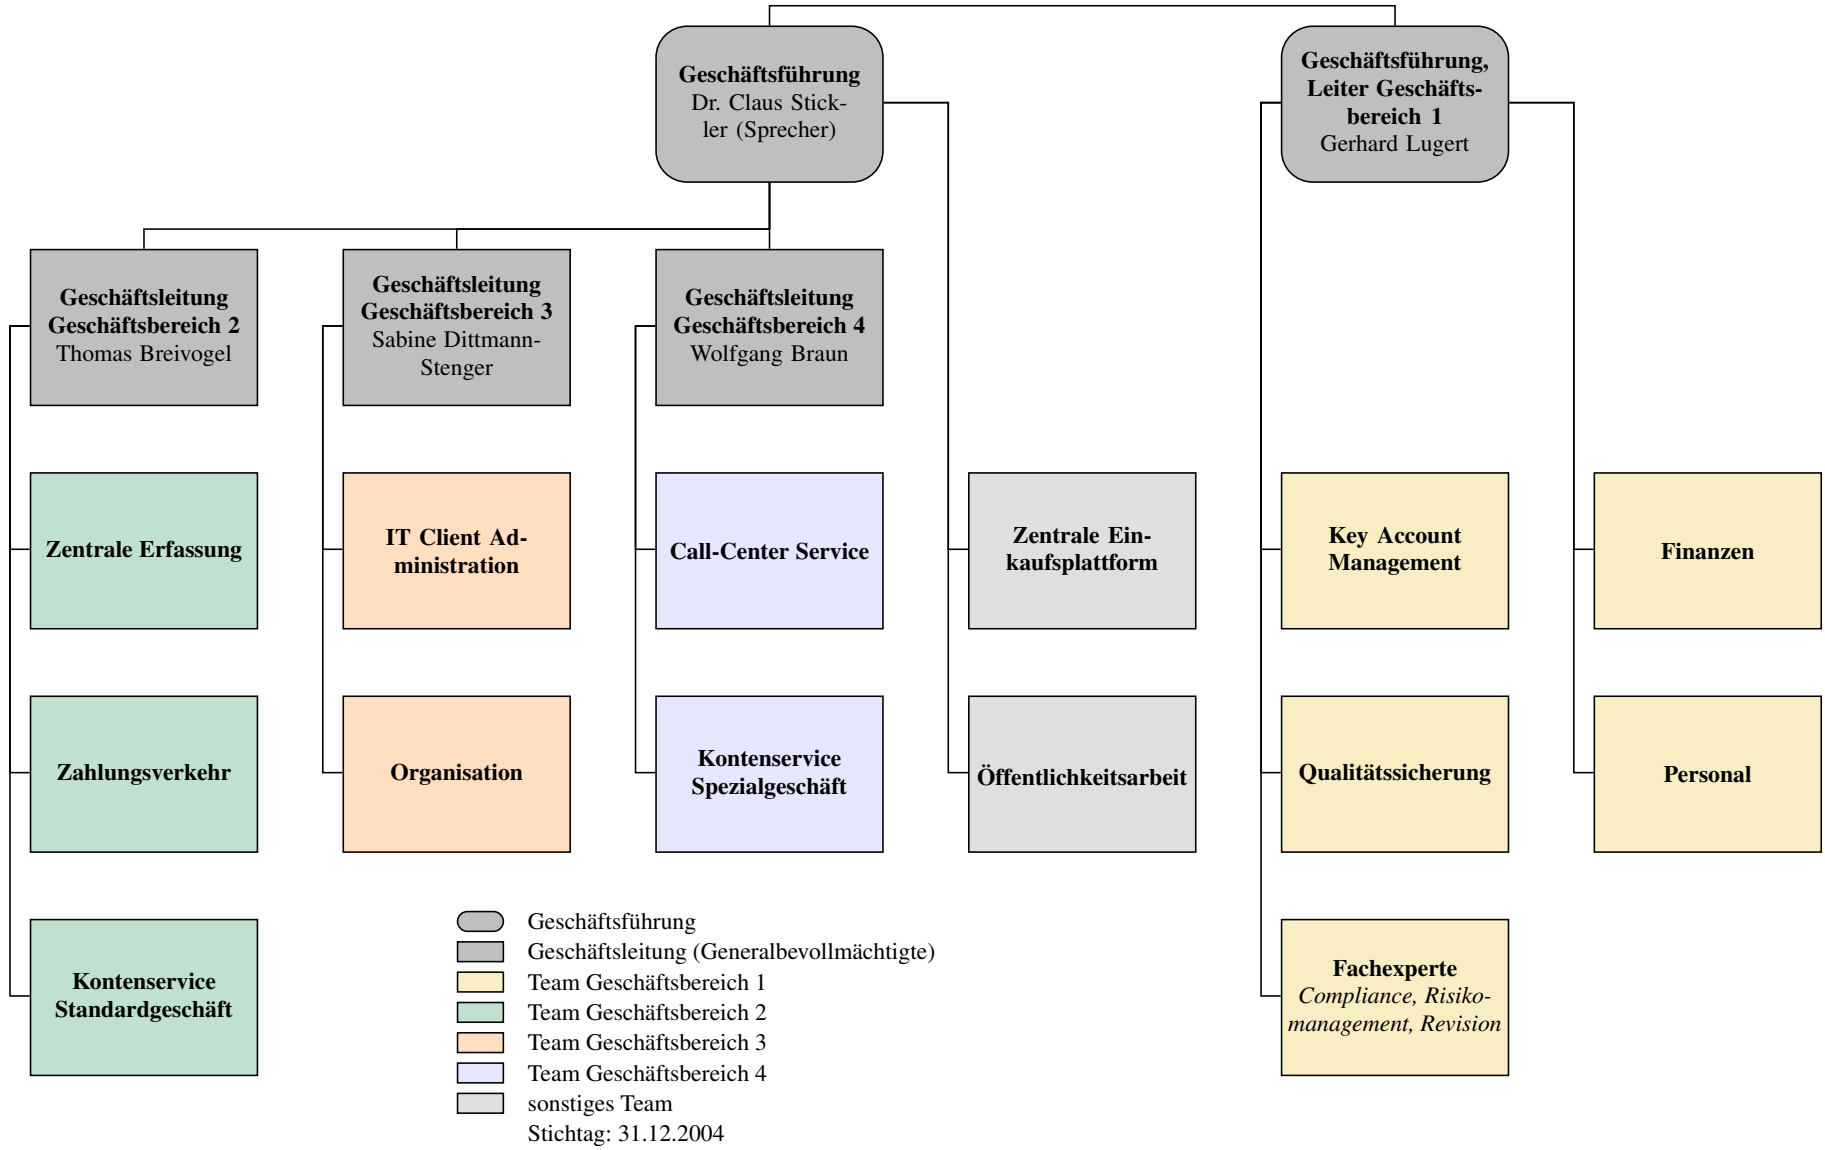 Geschäftsführung
Dr. Claus Stick-
ler (Sprecher)
Geschäftsführung,
Leiter Geschäfts-
bereich 1
Gerhard Lugert
Geschäftsleitung
Geschäftsbereich 2
Thomas Breivogel
Geschäftsleitung
Geschäftsbereich 3
Sabine Dittmann-
Stenger
Geschäftsleitung
Geschäftsbereich 4
Wolfgang Braun
Zentrale Erfassung
IT Client Ad-
ministration
Call-Center Service
Zentrale Ein-
kaufsplattform
Key Account
Management
Finanzen
Zahlungsverkehr
Organisation
Kontenservice
Spezialgeschäft
Öffentlichkeitsarbeit
Qualitätssicherung
Personal
Kontenservice
Standardgeschäft
Fachexperte
Compliance, Risiko-
management, Revision
Geschäftsführung
Geschäftsleitung (Generalbevollmächtigte)
Team Geschäftsbereich 1
Team Geschäftsbereich 2
Team Geschäftsbereich 3
Team Geschäftsbereich 4
sonstiges Team
Stichtag: 31.12.2004